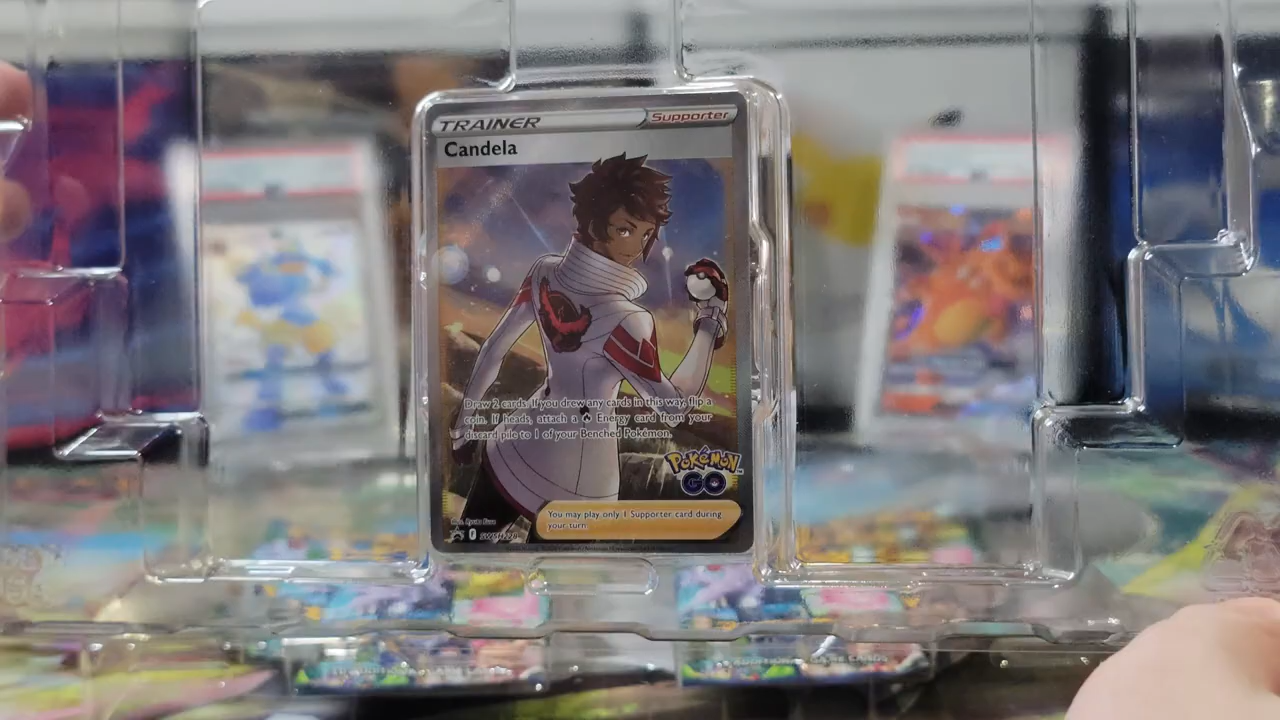 TRAINER Supporter
Candela
Draw 2 cards. If you drew any cards in this way, flip a
coin. If heads, attach a Energy card from your
discard pile to 1 of your Benched Pokémon.
Pokémon
GO
You may play only 1 Supporter card during
your turn.